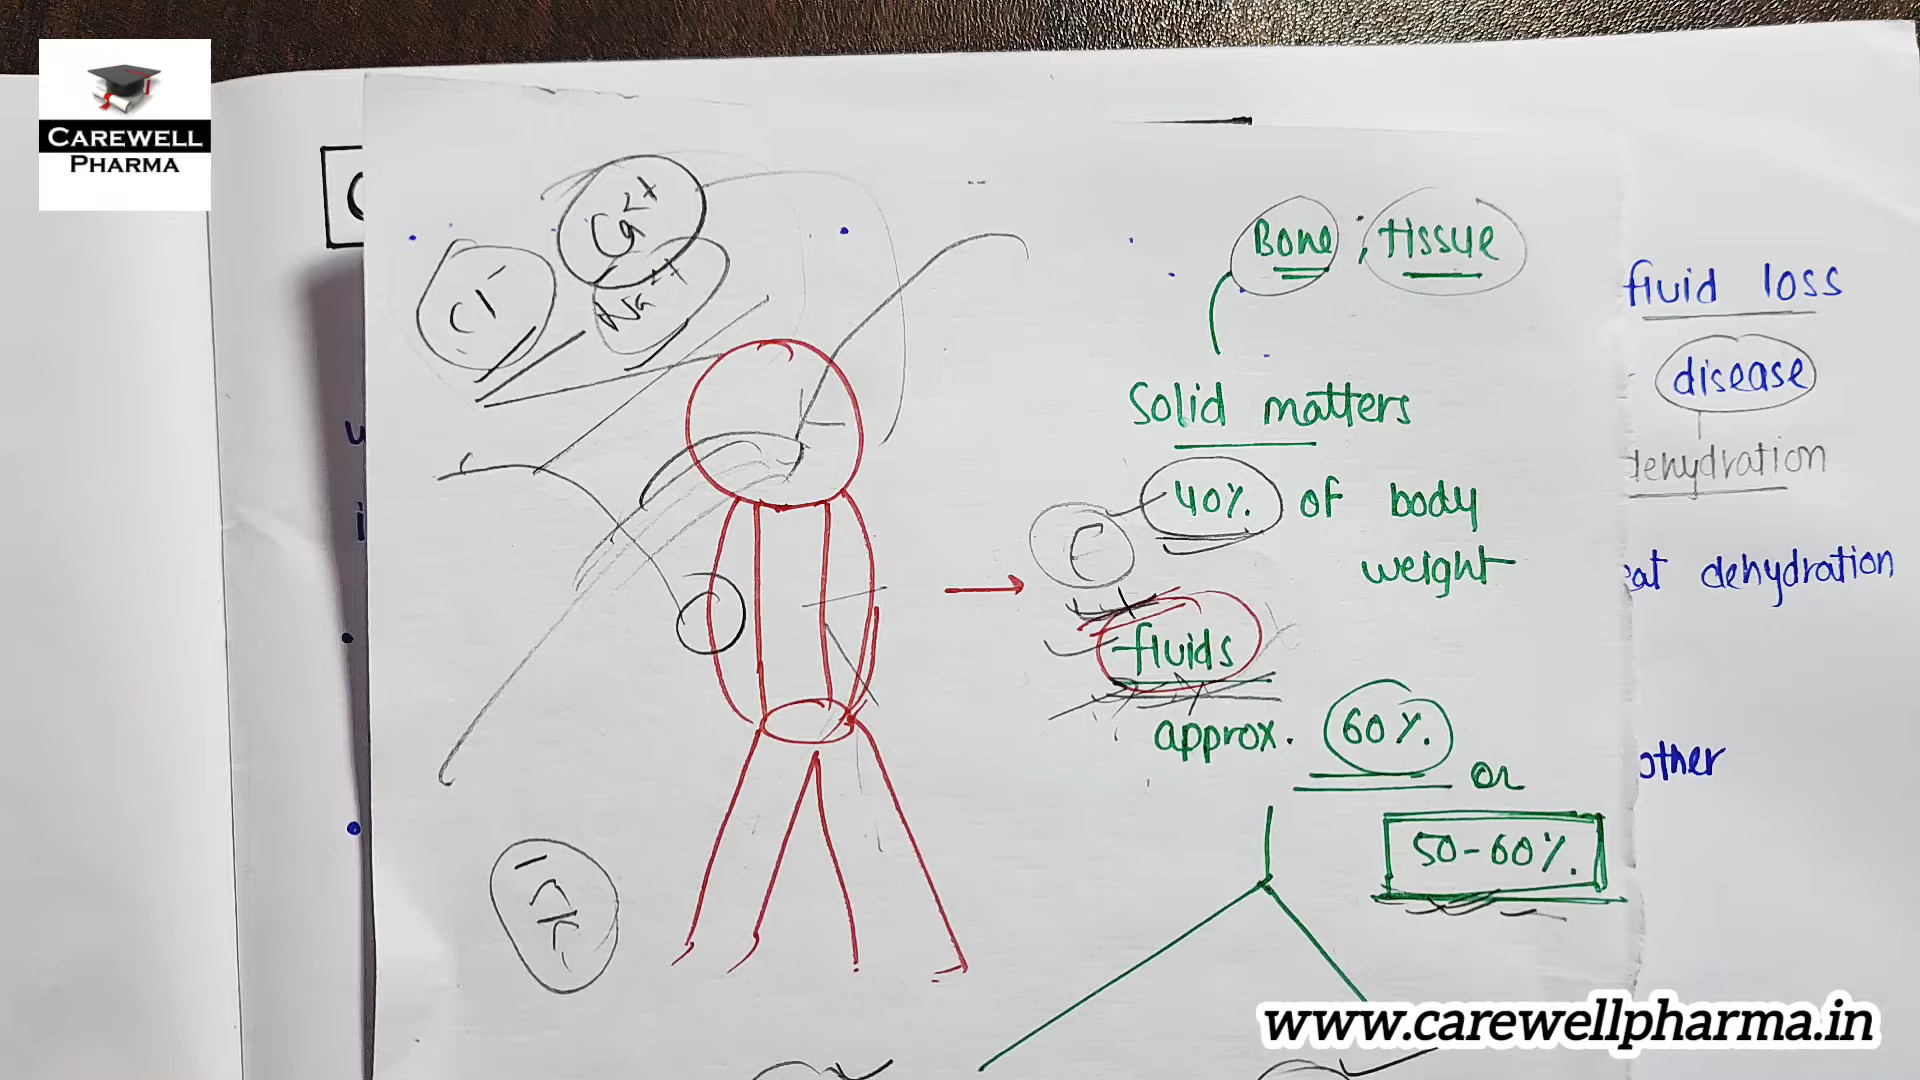 CAREWELL
PHARMA
Ca2+
Cl-
Na+
Bone ; tissue
Solid matters
40% of body
weight
E
fluids
approx. 60% or
50-60%.
fluid loss
disease
dehydration
eat dehydration
other
www.carewellpharma.in